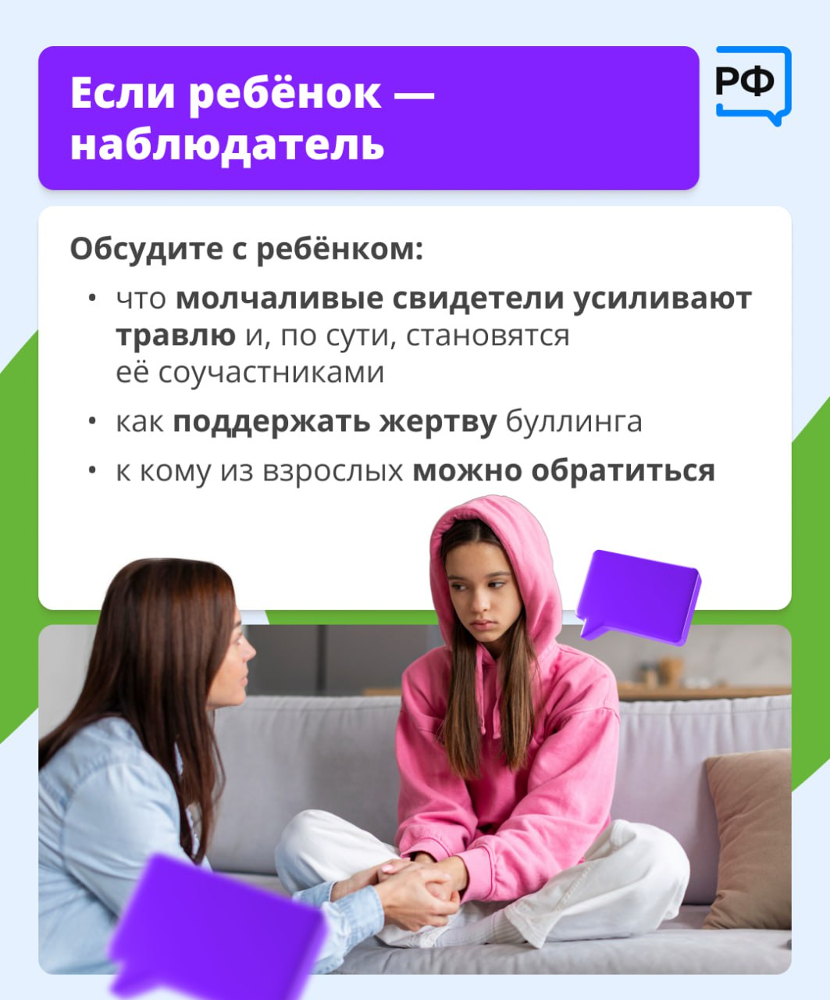 Если ребёнок —
наблюдатель
РФ
Обсудите с ребёнком:
• что молчаливые свидетели усиливают
травлю и, по сути, становятся
её соучастниками
• как поддержать жертву буллинга
• к кому из взрослых можно обратиться